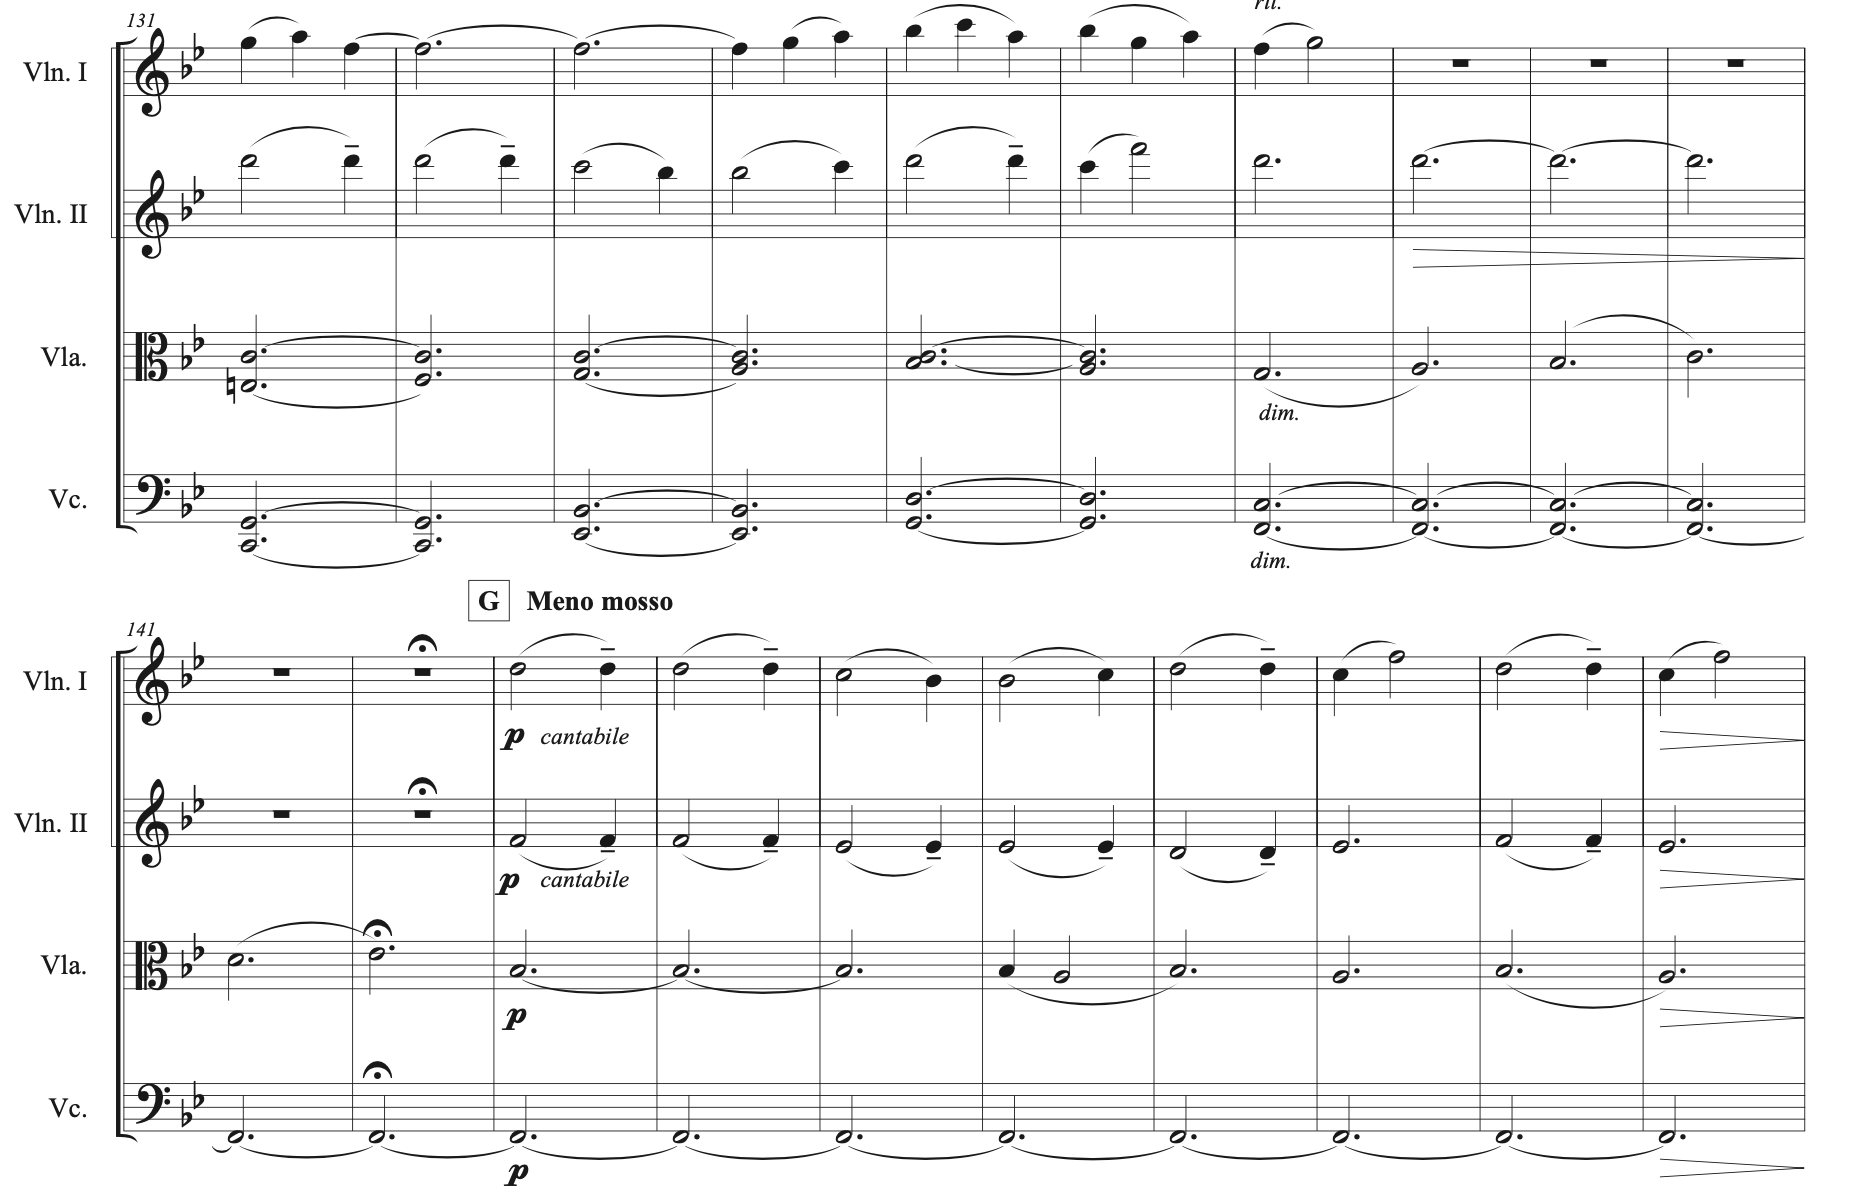 rit.
131
Vln. I
Vln. II
Vla.
dim.
Vc.
dim.
G Meno mosso
141
Vln. I
p cantabile
Vln. II
p cantabile
Vla.
p
Vc.
p